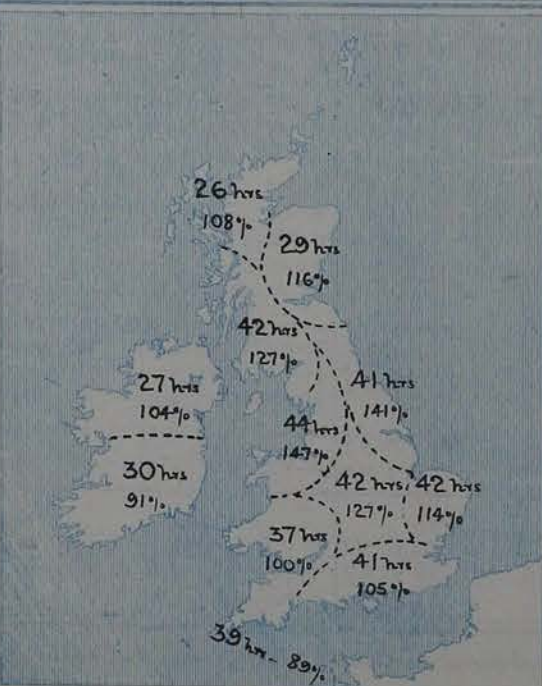 26 hrs
108%
29 hrs
116%
42 hrs
127%
27 hrs
104%
41 hrs
141%
44 hrs
147%
30 hrs
91%
42 hrs
127%
42 hrs
114%
37 hrs
100%
41 hrs
105%
39 hrs - 89%